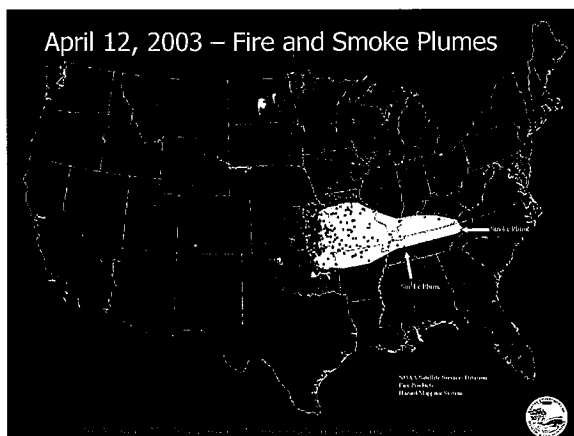 April 12, 2003 – Fire and Smoke Plumes
Smoke Plume
Smoke Plume
NOAA Satellite Services Division
Fire Products
Hazard Mapping System